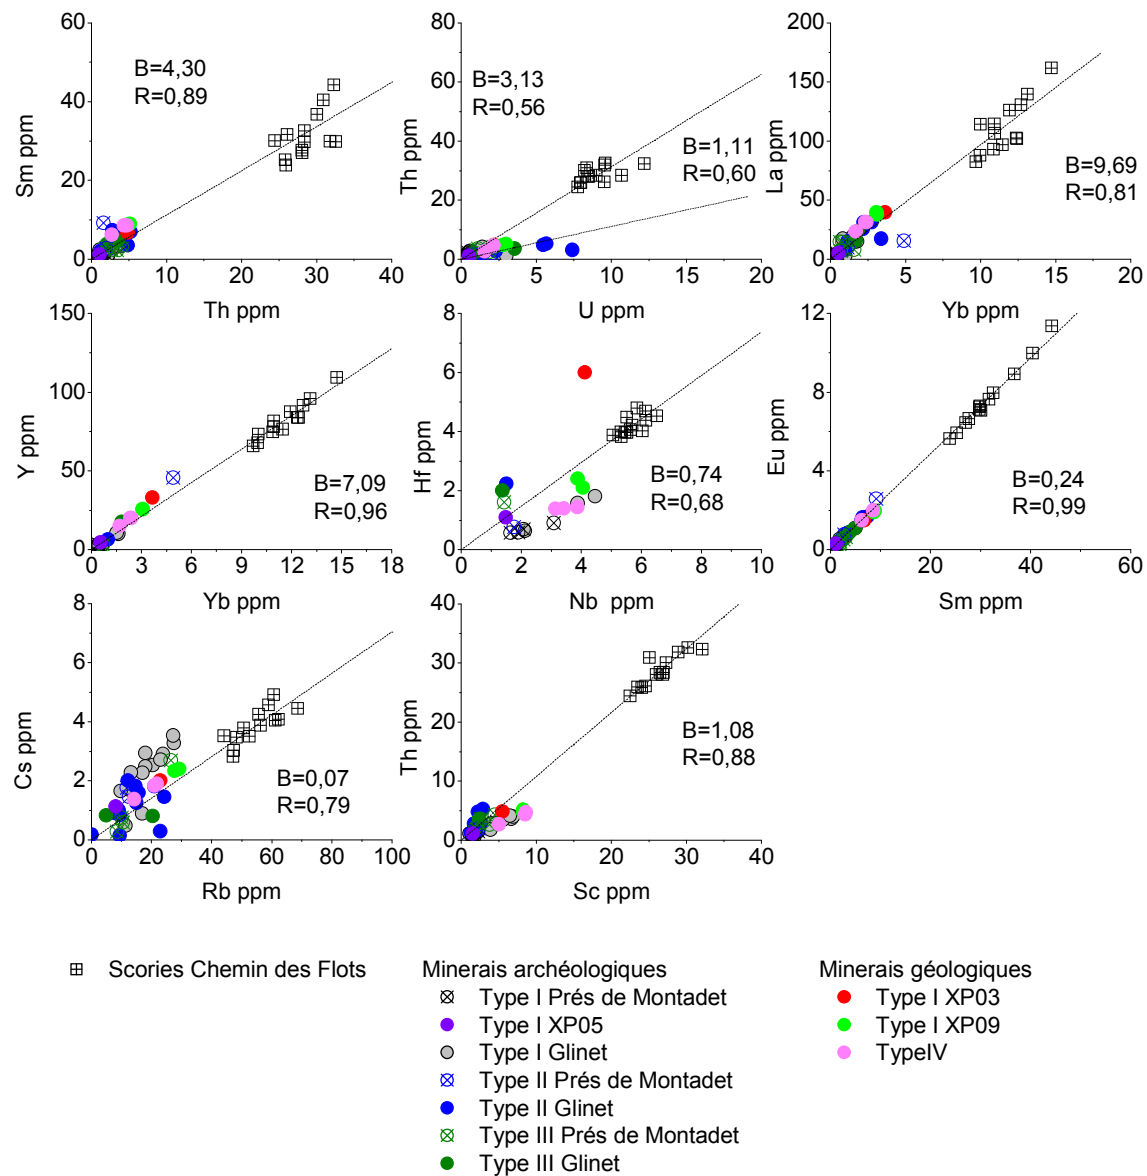 60
40
20
0
0 10 20 30 40
Sm ppm
Th ppm
B=4,30
R=0,89
80
60
40
20
0
0 5 10 15 20
Th ppm
U ppm
B=3,13
R=0,56
B=1,11
R=0,60
200
150
100
50
0
0 5 10 15 20
La ppm
Yb ppm
B=9,69
R=0,81
150
100
50
0
0 3 6 9 12 15 18
Y ppm
Yb ppm
B=7,09
R=0,96
8
6
4
2
0
0 2 4 6 8 10
Hf ppm
Nb ppm
B=0,74
R=0,68
12
8
4
0
0 20 40 60
Eu ppm
Sm ppm
B=0,24
R=0,99
8
6
4
2
0
0 20 40 60 80 100
Cs ppm
Rb ppm
B=0,07
R=0,79
40
30
20
10
0
0 10 20 30 40
Th ppm
Sc ppm
B=1,08
R=0,88
Scories Chemin des Flots
Minerais archéologiques
Type I Prés de Montadet
Type I XP05
Type I Glinet
Type II Prés de Montadet
Type II Glinet
Type III Prés de Montadet
Type III Glinet
Minerais géologiques
Type I XP03
Type I XP09
TypeIV